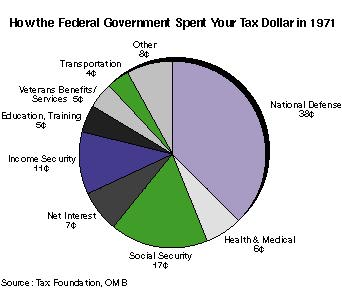 How the Federal Government Spent Your Tax Dollar in 1971
Other
8¢
Transportation
4¢
Veterans Benefits/
Services 5¢
Education, Training
5¢
Income Security
11¢
Net Interest
7¢
Social Security
17¢
Health & Medical
6¢
National Defense
38¢
Source: Tax Foundation, OMB